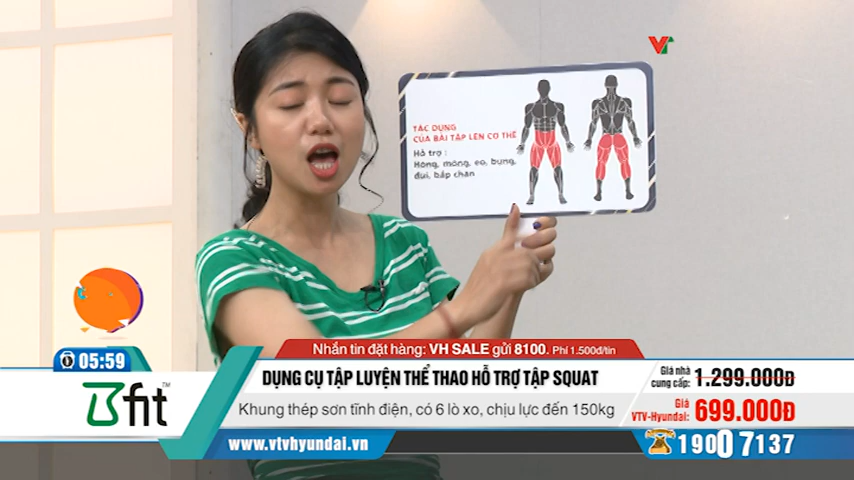 VT
TÁC DỤNG
CỦA BÀI TẬP LÊN CƠ THỂ
Hỗ trợ :
Hông, mông, eo, bụng,
đùi, bắp chân
05:59
Bfit™
Nhắn tin đặt hàng: VH SALE gửi 8100. Phí 1.500đ/tin
DỤNG CỤ TẬP LUYỆN THỂ THAO HỖ TRỢ TẬP SQUAT
Khung thép sơn tĩnh điện, có 6 lò xo, chịu lực đến 150kg
Giá nhà
cung cấp: 1.299.000Đ
Giá
VTV-Hyundai: 699.000Đ
www.vtvhyundai.vn
1900 7137